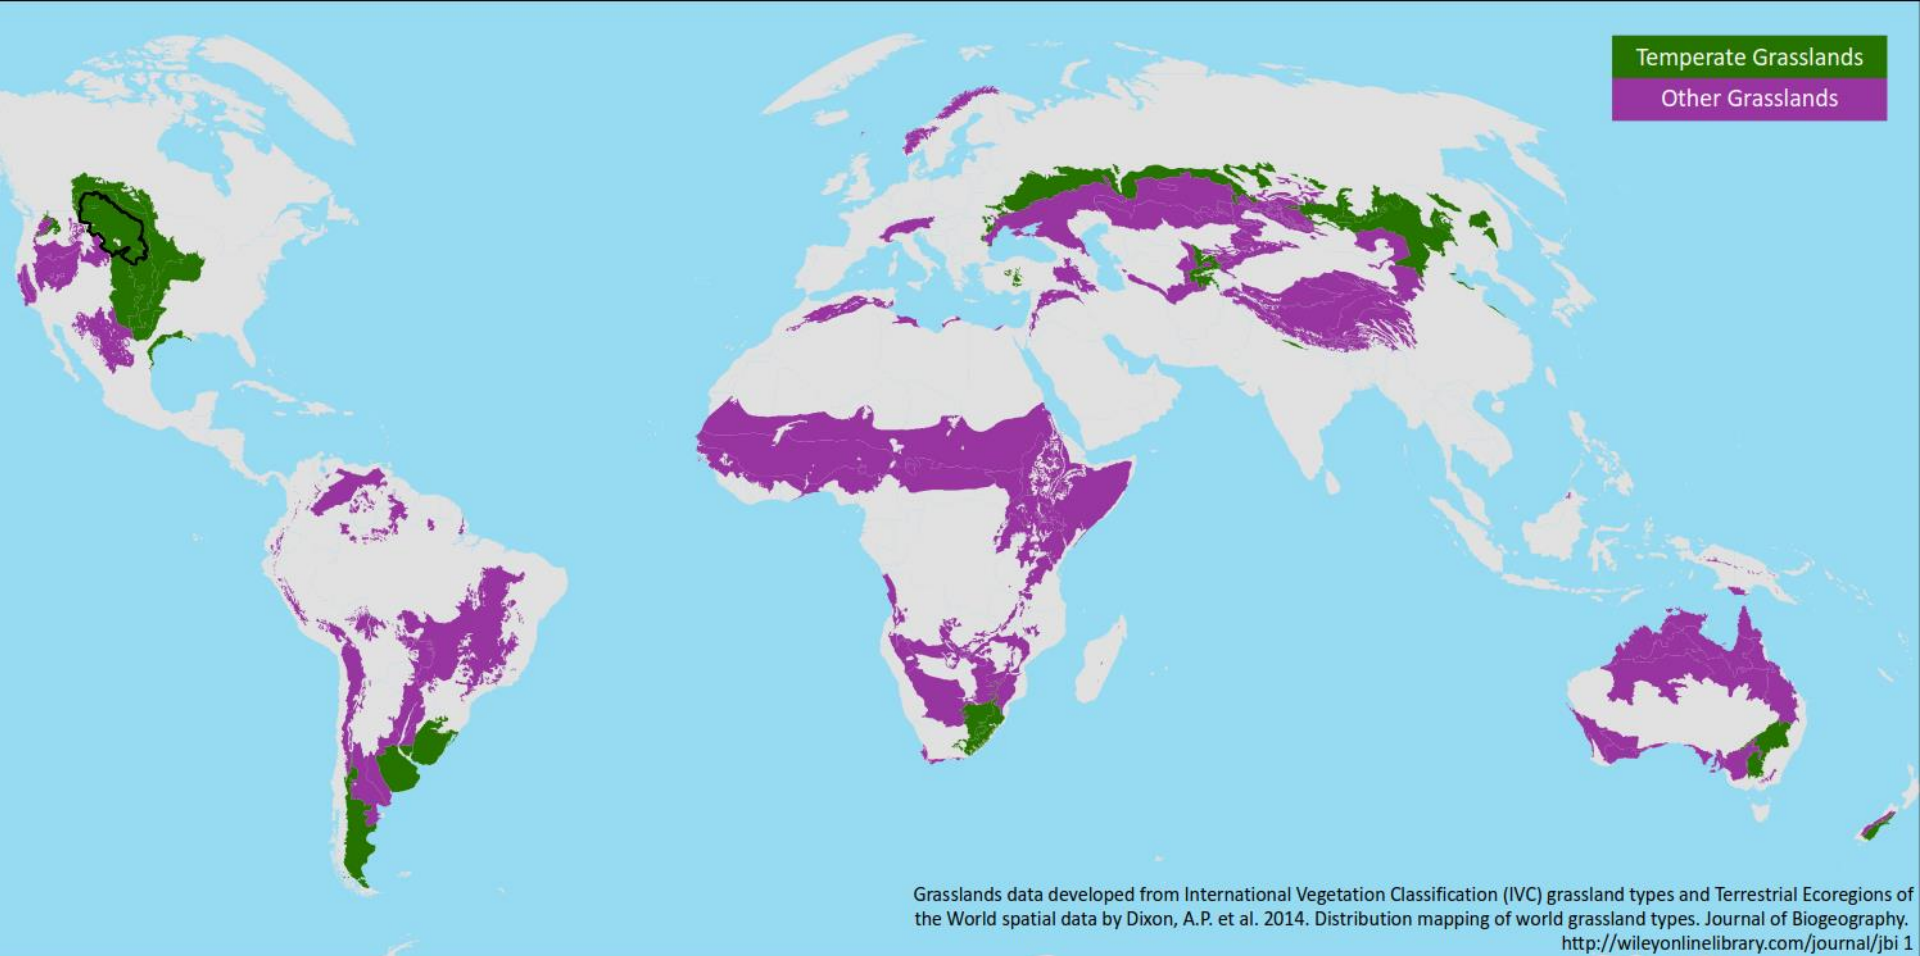 Temperate Grasslands
Other Grasslands
Grasslands data developed from International Vegetation Classification (IVC) grassland types and Terrestrial Ecoregions of
the World spatial data by Dixon, A.P. et al. 2014. Distribution mapping of world grassland types. Journal of Biogeography.
http://wileyonlinelibrary.com/journal/jbi 1